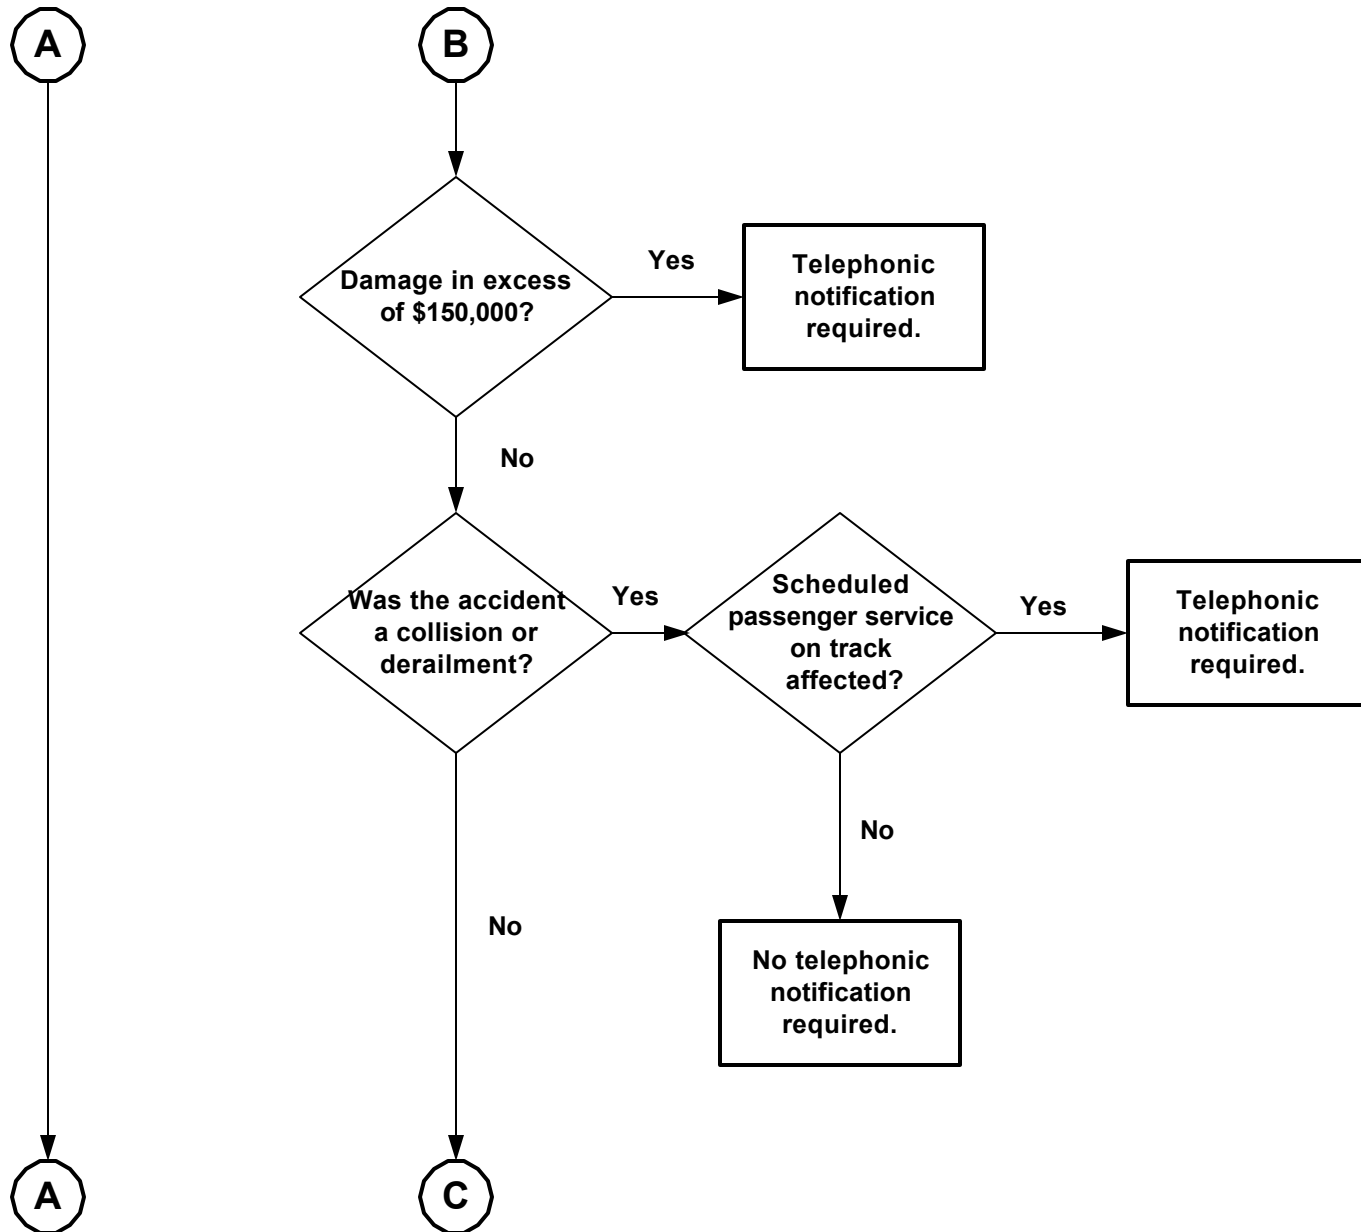 A
B
Damage in excess
of $150,000?
Yes
Telephonic
notification
required.
No
Was the accident
a collision or
derailment?
Yes
Scheduled
passenger service
on track
affected?
Yes
Telephonic
notification
required.
No
No telephonic
notification
required.
No
A
C